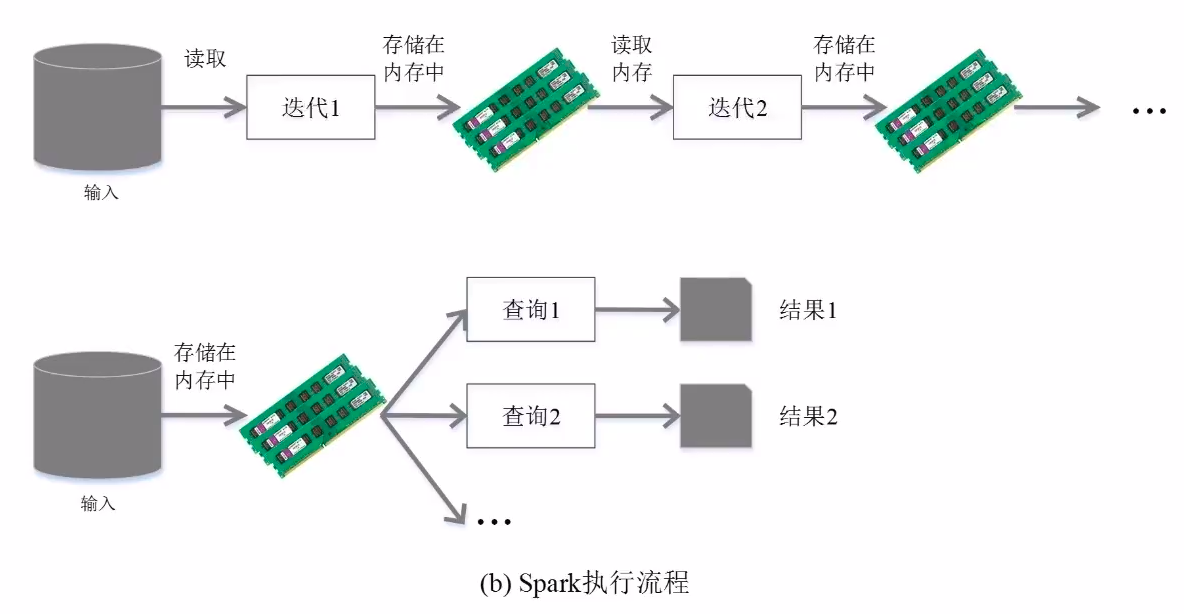 读取
存储在
内存中
读取
内存
存储在
内存中
迭代1
迭代2
...
输入
查询1
结果1
存储在
内存中
查询2
结果2
输入
...
(b) Spark执行流程